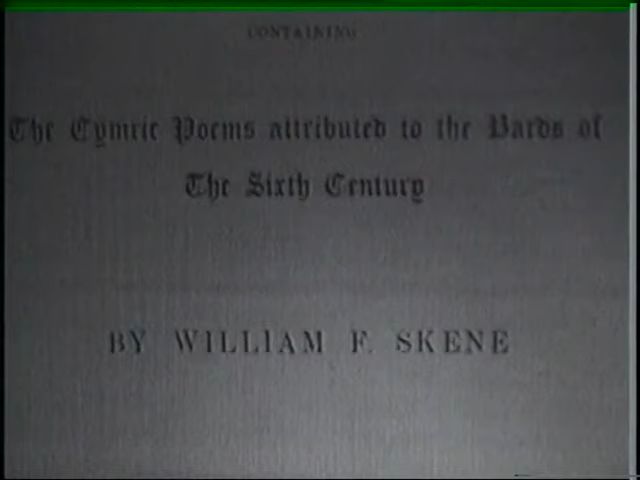 CONTAINING
The Cymric Poems attributed to the Bards of
The Sixth Century
BY WILLIAM F. SKENE